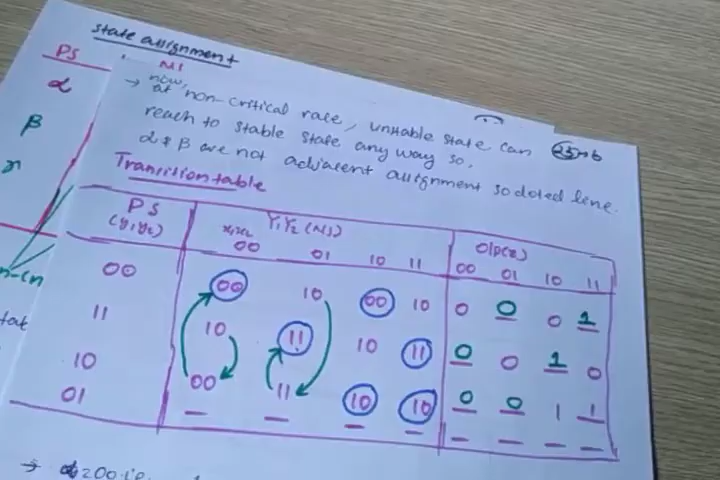 State assignment
PS
NS
α
β
→ now,
at non-critical race, unstable state can
reach to stable state any way so,
α & β are not adjacent assignment so doted line.
25 m6
Transition table
PS
(y₁y₂)
Y₁Y₂ (NS)
O/P(z)
x₁x₂
00 01 10 11 00 01 10 11
00 00 10 00 10 0 0 0 1
11 10 11 10 11 0 0 1 0
10 00 11 10 10 0 0 1 1
01 — — — — — — — —